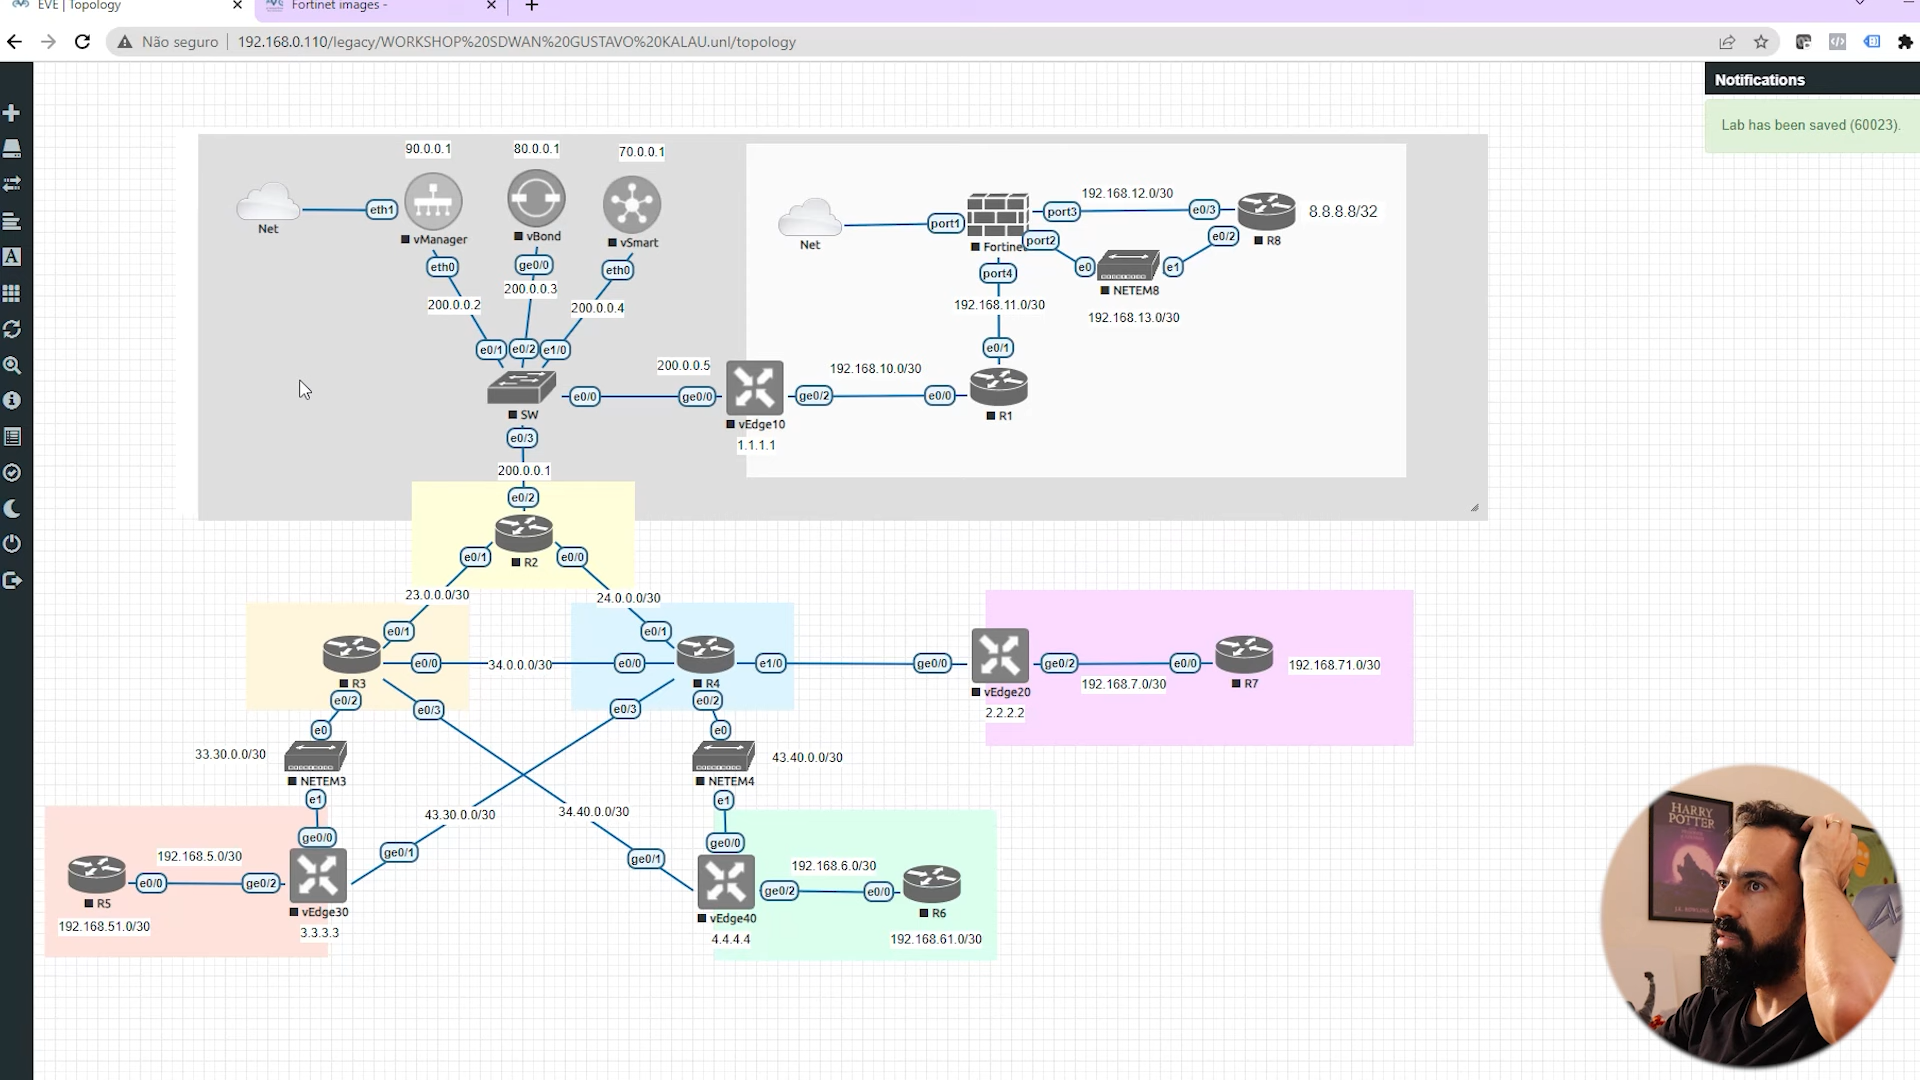 EVE | Topology
Fortinet images -
Não seguro
192.168.0.110/legacy/WORKSHOP%20SDWAN%20GUSTAVO%20KALAU.unl/topology
Notifications
Lab has been saved (60023).
90.0.0.1
80.0.0.1
70.0.0.1
Net
eth1
vManager
vBond
vSmart
eth0
ge0/0
eth0
200.0.0.2
200.0.0.3
200.0.0.4
e0/1
e0/2
e1/0
SW
e0/0
e0/3
200.0.0.1
200.0.0.5
ge0/0
vEdge10
1.1.1.1
ge0/2
192.168.10.0/30
e0/0
R1
e0/1
192.168.11.0/30
port4
Net
port1
Fortinet
port3
192.168.12.0/30
e0/3
R8
8.8.8.8/32
port2
e0
NETEM8
e1
e0/2
192.168.13.0/30
e0/2
R2
e0/1
e0/0
23.0.0.0/30
24.0.0.0/30
e0/1
R3
e0/0
34.0.0.0/30
e0/0
e0/1
R4
e1/0
ge0/0
vEdge20
2.2.2.2
ge0/2
192.168.7.0/30
e0/0
R7
192.168.71.0/30
e0/2
e0/3
e0/3
e0/2
e0
33.30.0.0/30
NETEM3
e1
e0
43.40.0.0/30
NETEM4
e1
43.30.0.0/30
34.40.0.0/30
ge0/0
ge0/1
vEdge30
3.3.3.3
ge0/2
192.168.5.0/30
e0/0
R5
192.168.51.0/30
ge0/1
ge0/0
vEdge40
4.4.4.4
ge0/2
192.168.6.0/30
e0/0
R6
192.168.61.0/30
HARRY
POTTER